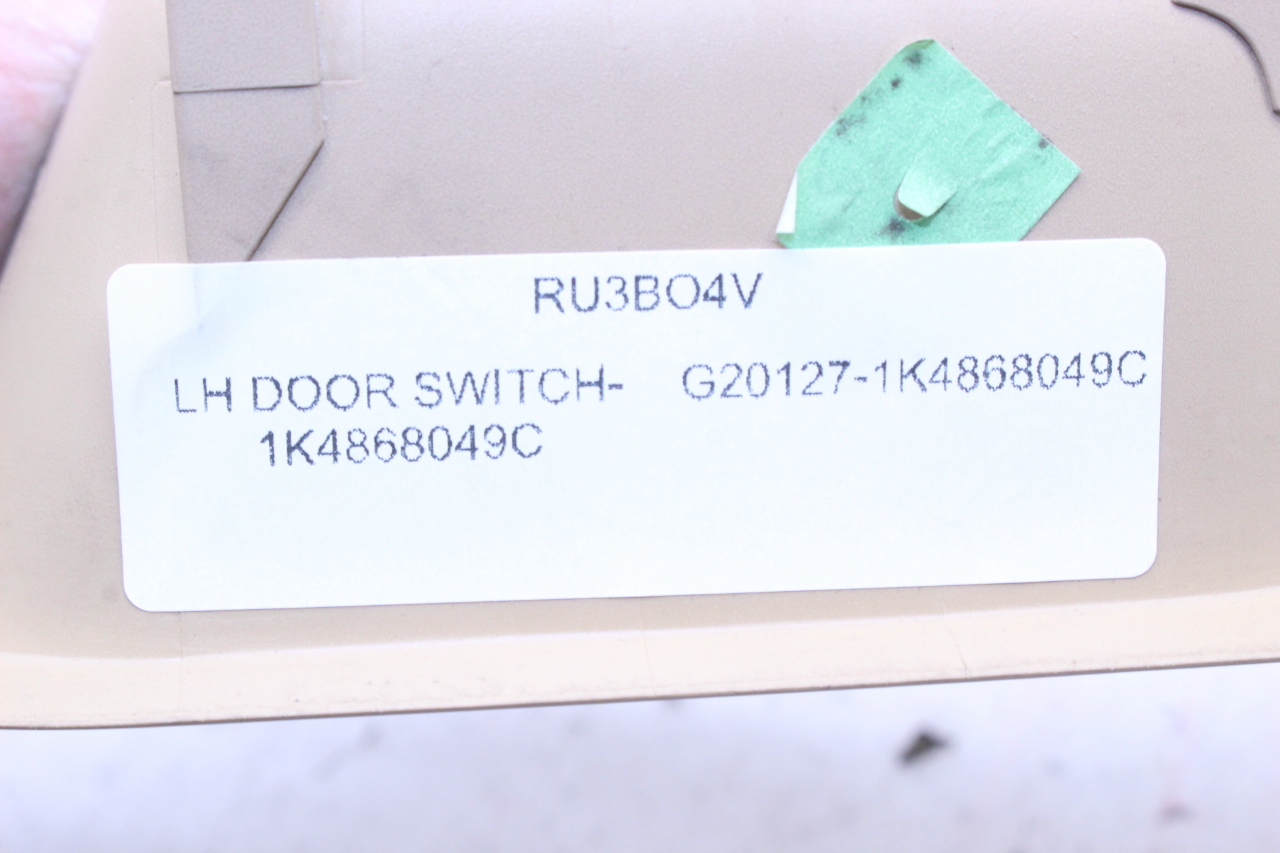 RU3BO4V
LH DOOR SWITCH- G20127-1K4868049C
1K4868049C